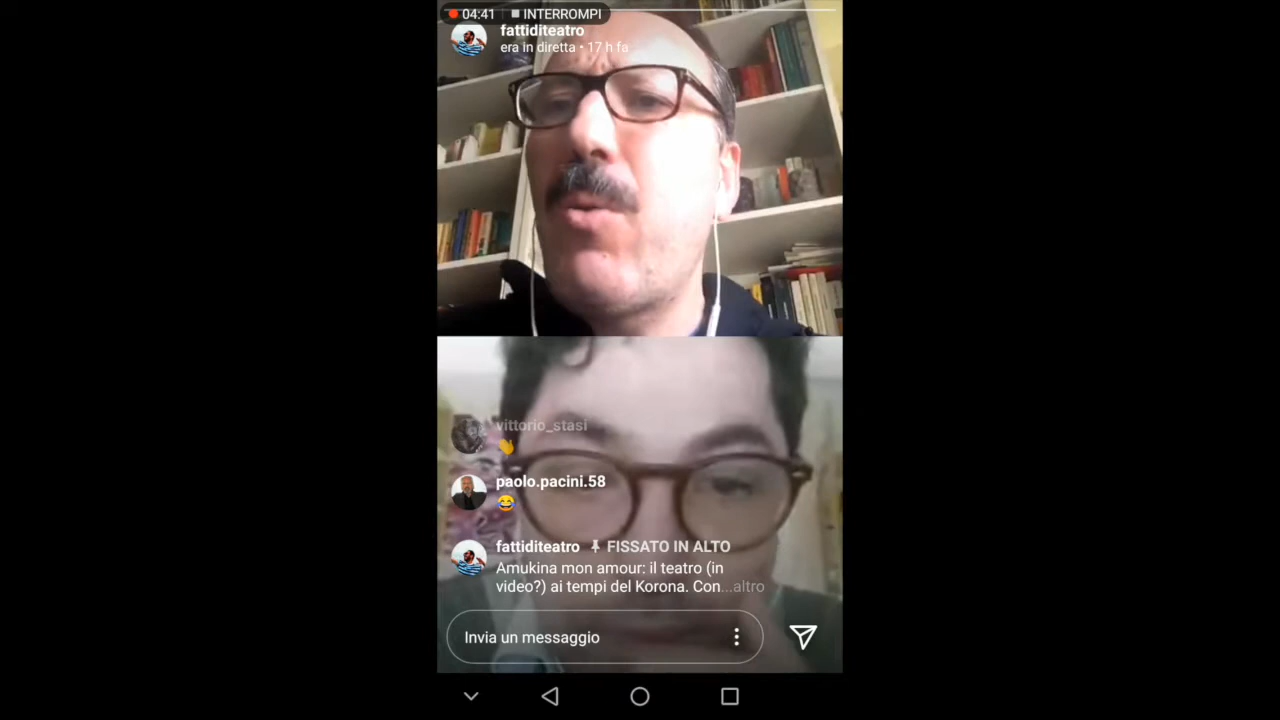 04:41 INTERROMPI
fattiditeatro
era in diretta • 17 h fa
vittorio_stasi
👏
paolo.pacini.58
😂
fattiditeatro FISSATO IN ALTO
Amukina mon amour: il teatro (in
video?) ai tempi del Korona. Con...altro
Invia un messaggio